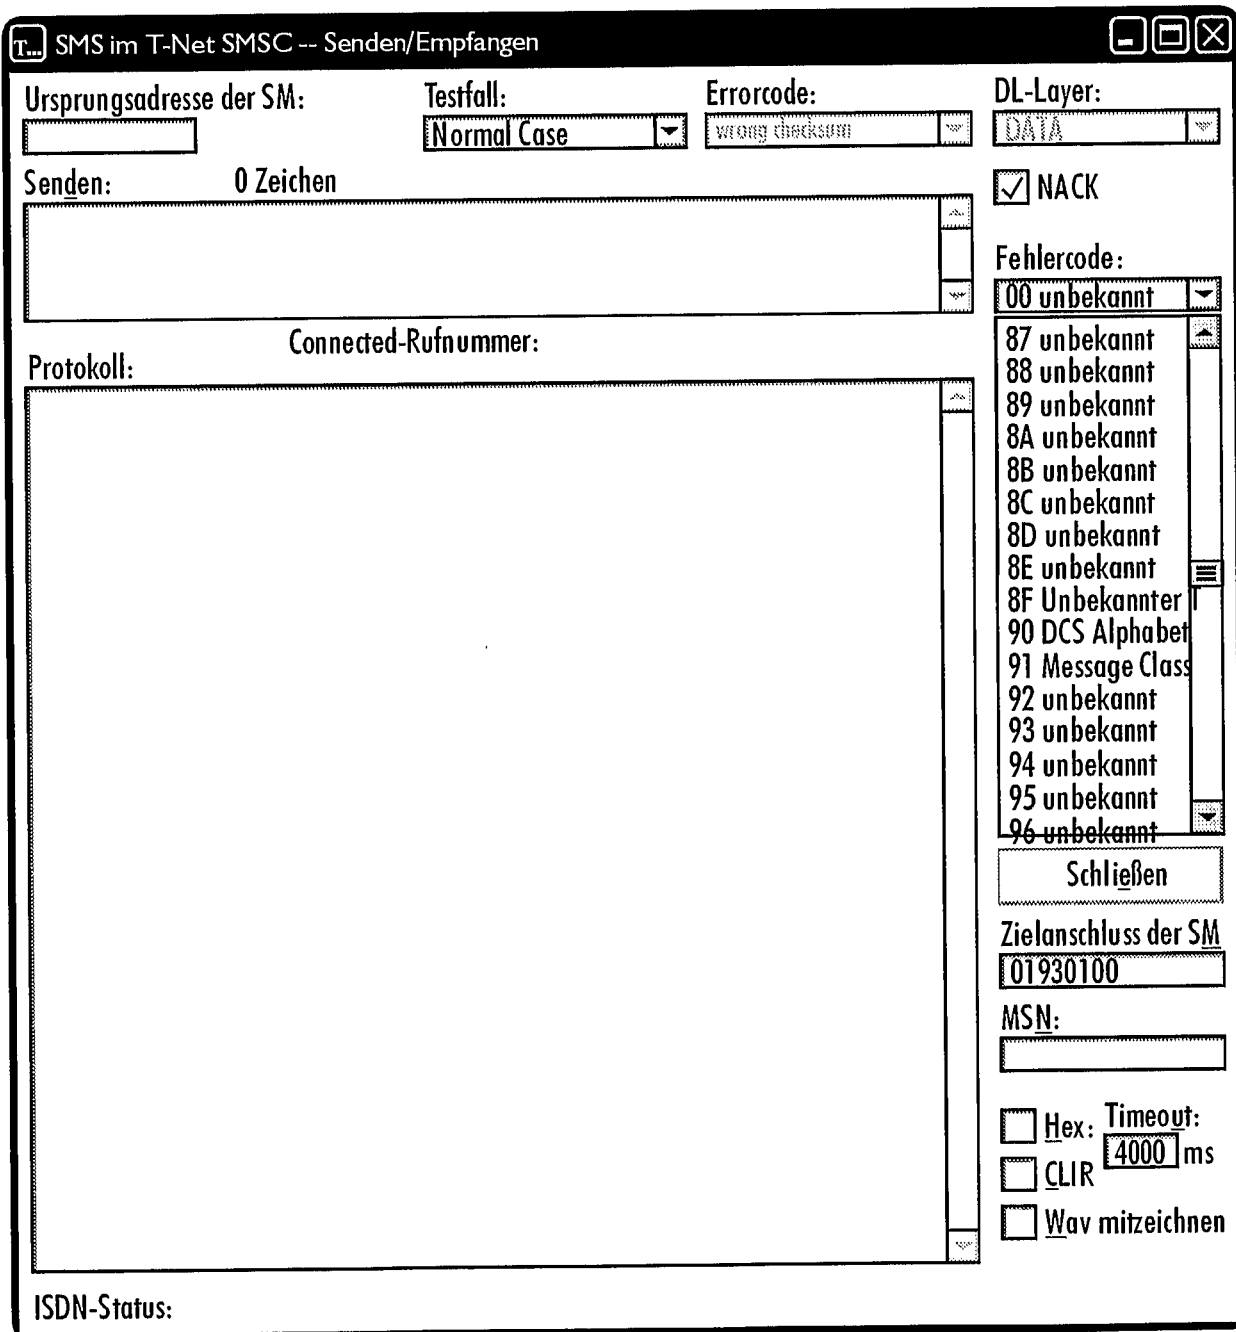 T... SMS im T-Net SMSC -- Senden/Empfangen
Ursprungsadresse der SM:
Testfall:
Normal Case
Errorcode:
wrong checksum
DL-Layer:
DATA
Senden: 0 Zeichen
NACK
Fehlercode:
00 unbekannt
87 unbekannt
88 unbekannt
89 unbekannt
8A unbekannt
8B unbekannt
8C unbekannt
8D unbekannt
8E unbekannt
8F Unbekannter T
90 DCS Alphabet
91 Message Class
92 unbekannt
93 unbekannt
94 unbekannt
95 unbekannt
96 unbekannt
Connected-Rufnummer:
Protokoll:
Schließen
Zielanschluss der SM
01930100
MSN:
Hex:
Timeout:
4000 ms
CLIR
Wav mitzeichnen
ISDN-Status: